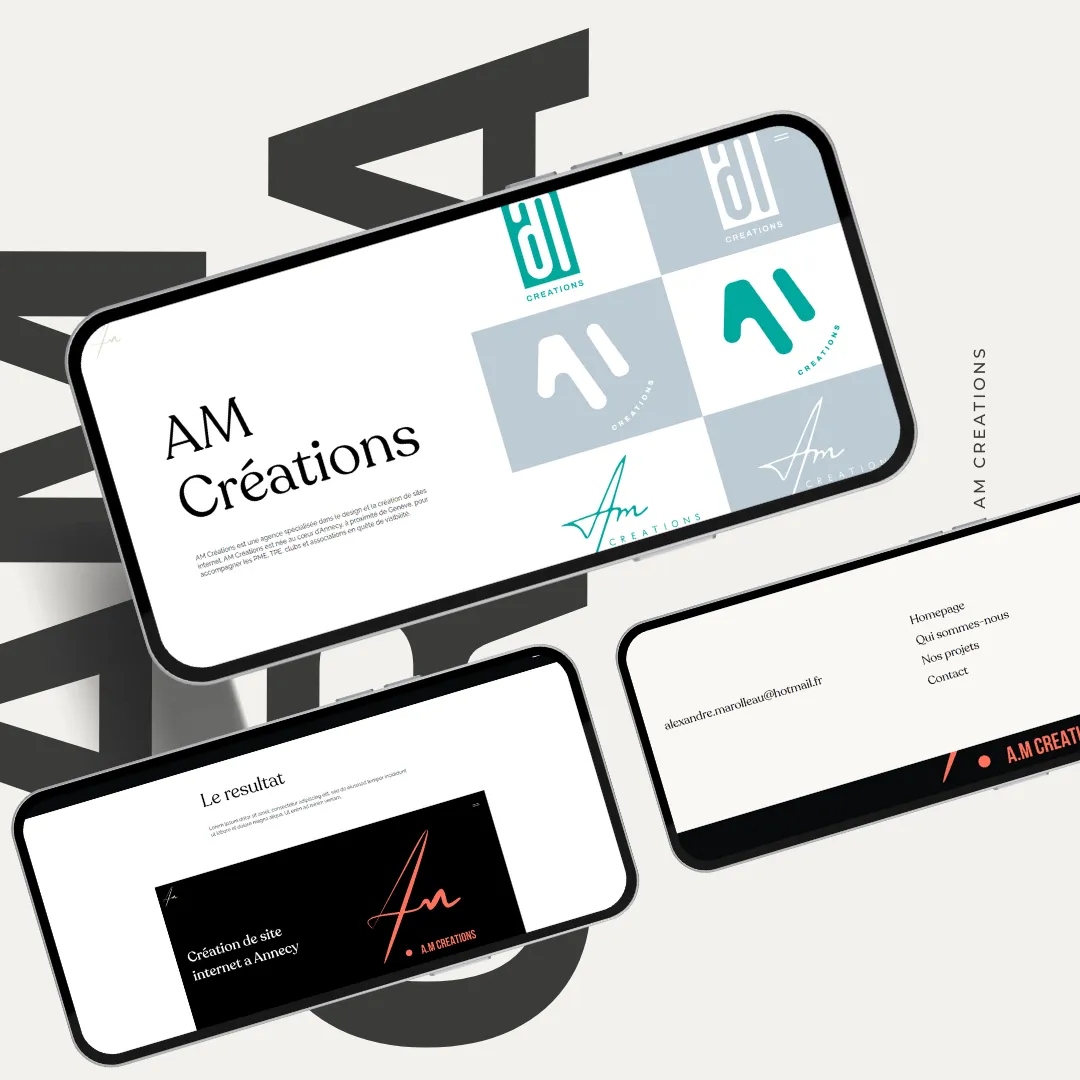 CREATIONS
CREATIONS
AM
Créations
AM Créations est une agence spécialisée dans le design et la création de sites
internet. AM Créations est née au cœur d'Annecy, à proximité de Genève, pour
accompagner les PME, TPE, clubs et associations en quête de visibilité.
CREATIONS
CREATIONS
Am
CREATIONS
Am
CREATION
AM CREATIONS
Homepage
Qui sommes-nous
Nos projets
Contact
alexandre.marolleau@hotmail.fr
A.M CREATI
Le resultat
Lorem ipsum dolor sit amet, consectetur adipiscing elit, sed do eiusmod tempor incididunt
ut labore et dolore magna aliqua. Ut enim ad minim veniam.
Création de site
internet a Annecy
Am
A.M CREATIONS